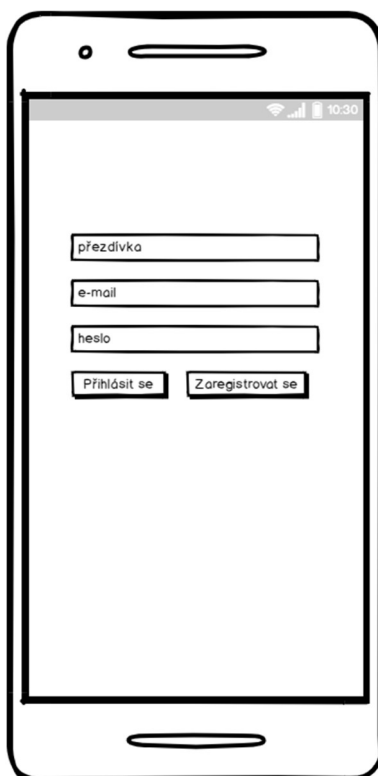 10:30
přezdívka
e-mail
heslo
Přihlásit se Zaregistrovat se